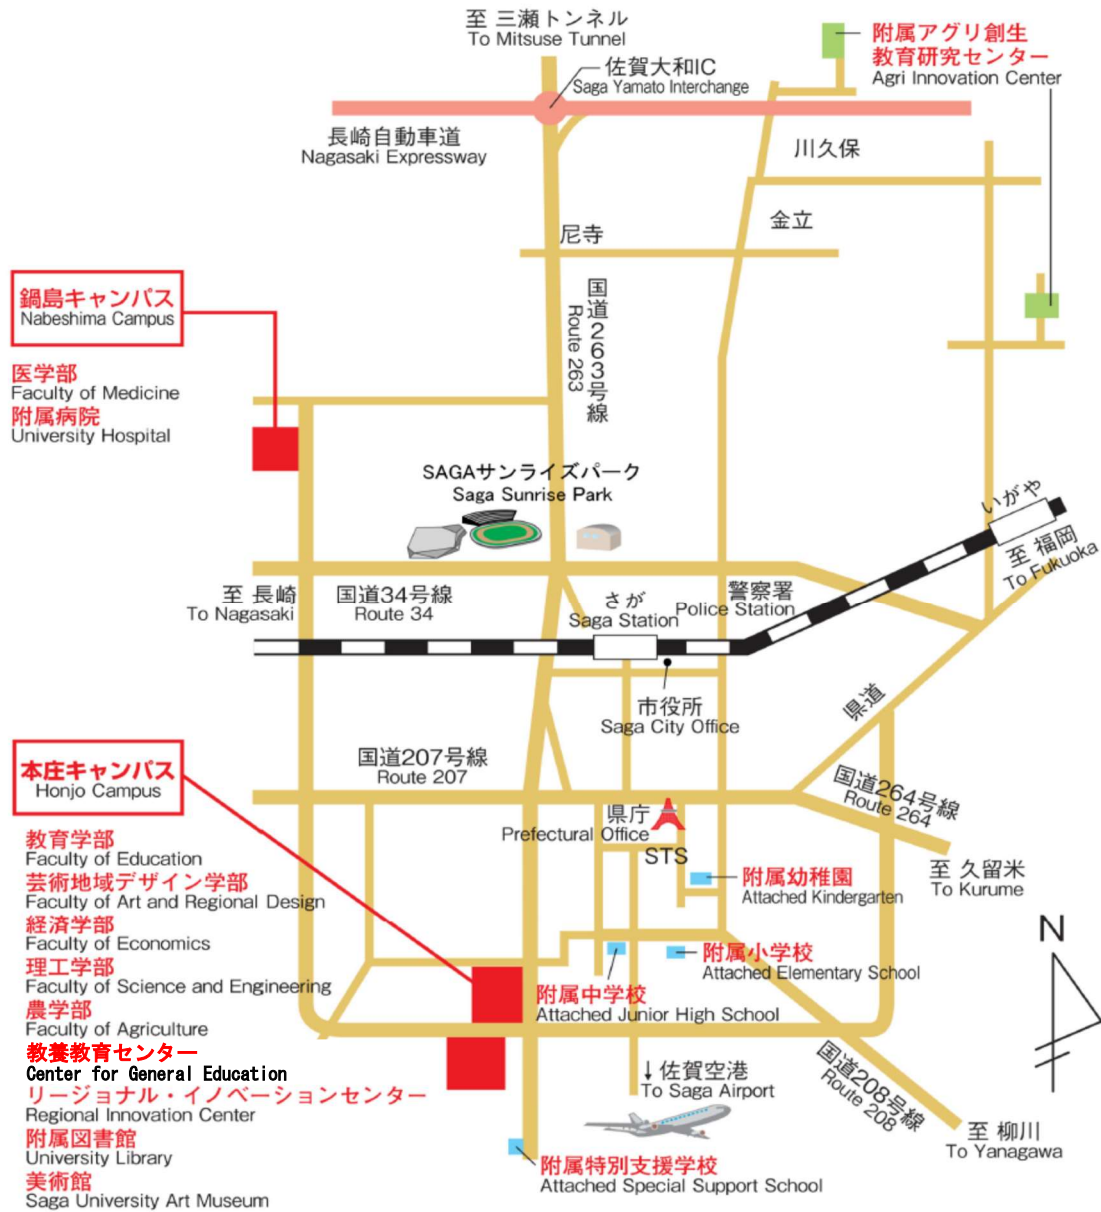 至 三瀬トンネル
To Mitsuse Tunnel
附属アグリ創生
教育研究センター
Agri Innovation Center
佐賀大和IC
Saga Yamato Interchange
長崎自動車道
Nagasaki Expressway
川久保
金立
尼寺
国道263号線
Route 263
鍋島キャンパス
Nabeshima Campus
医学部
Faculty of Medicine
附属病院
University Hospital
SAGAサンライズパーク
Saga Sunrise Park
いがや
至 福岡
To Fukuoka
至 長崎
To Nagasaki
国道34号線
Route 34
さが
Saga Station
警察署
Police Station
市役所
Saga City Office
県道
国道207号線
Route 207
国道264号線
Route 264
至 久留米
To Kurume
本庄キャンパス
Honjo Campus
教育学部
Faculty of Education
芸術地域デザイン学部
Faculty of Art and Regional Design
経済学部
Faculty of Economics
理工学部
Faculty of Science and Engineering
農学部
Faculty of Agriculture
教養教育センター
Center for General Education
リージョナル・イノベーションセンター
Regional Innovation Center
附属図書館
University Library
美術館
Saga University Art Museum
県庁
Prefectural Office
STS
附属幼稚園
Attached Kindergarten
附属小学校
Attached Elementary School
附属中学校
Attached Junior High School
N
↓佐賀空港
To Saga Airport
国道208号線
Route 208
至 柳川
To Yanagawa
附属特別支援学校
Attached Special Support School